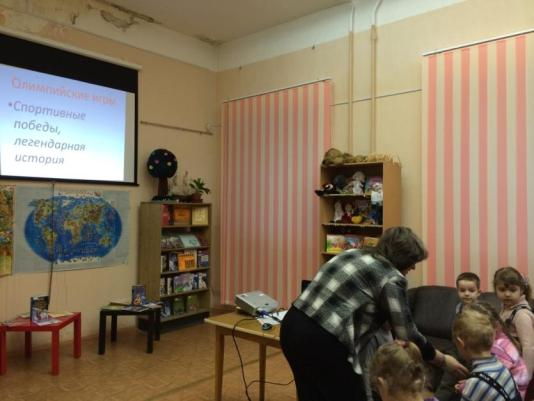 Олимпийские игры
•Спортивные
победы,
легендарная
история